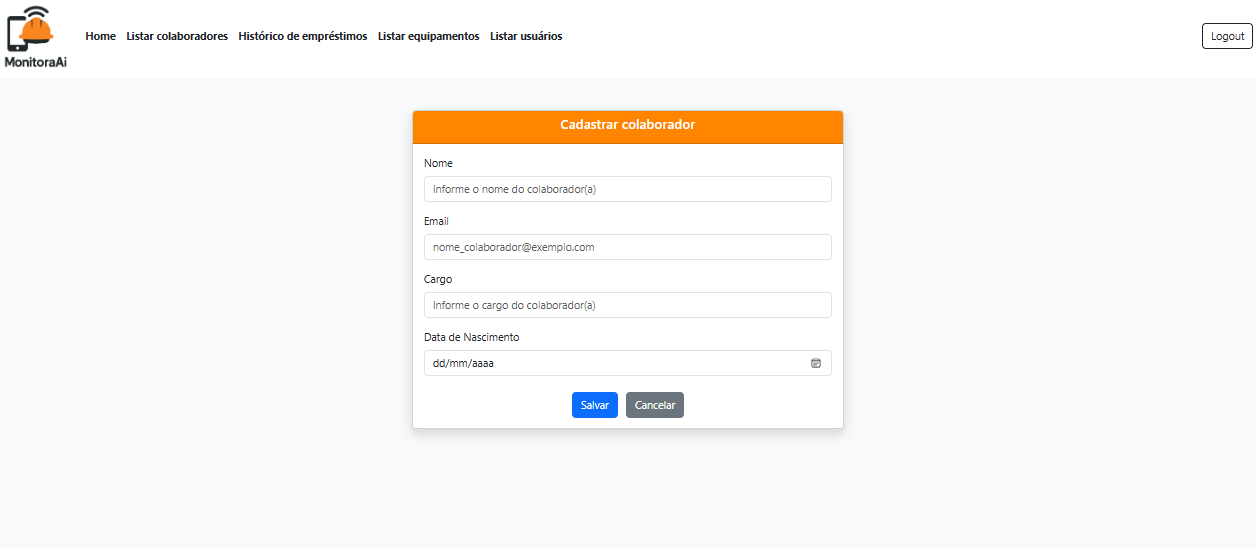 MonitoraAi
Home Listar colaboradores Histórico de empréstimos Listar equipamentos Listar usuários Logout
Cadastrar colaborador
Nome
Informe o nome do colaborador(a)
Email
nome_colaborador@exemplo.com
Cargo
Informe o cargo do colaborador(a)
Data de Nascimento
dd/mm/aaaa
Salvar Cancelar